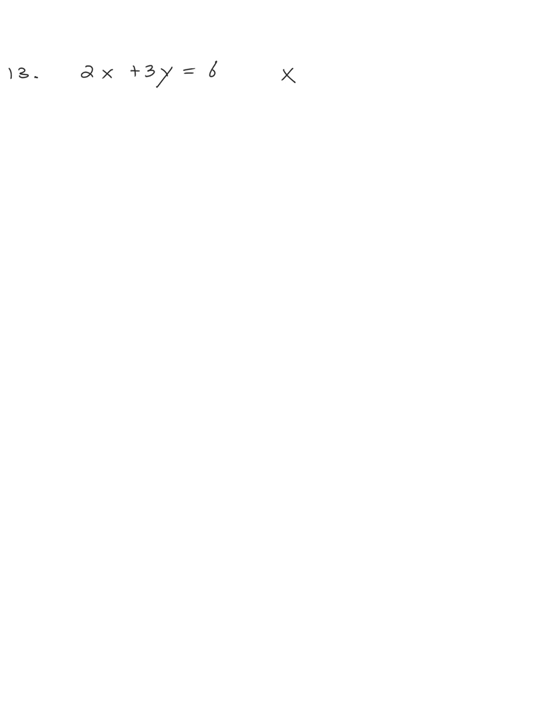 13. 2x + 3y = 6 x